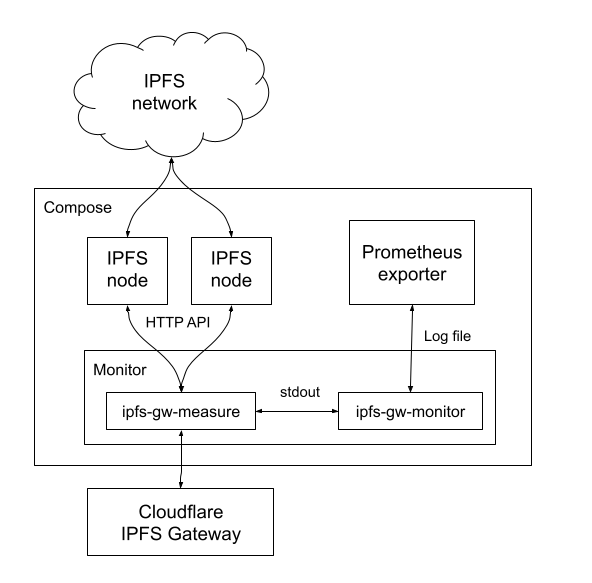 IPFS
network
Compose
IPFS
node
IPFS
node
Prometheus
exporter
HTTP API
Log file
Monitor
stdout
ipfs-gw-measure
ipfs-gw-monitor
Cloudflare
IPFS Gateway